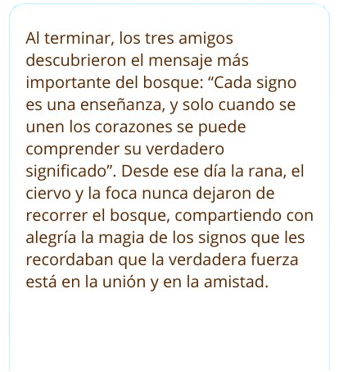 Al terminar, los tres amigos
descubrieron el mensaje más
importante del bosque: “Cada signo
es una enseñanza, y solo cuando se
unen los corazones se puede
comprender su verdadero
significado”. Desde ese día la rana, el
ciervo y la foca nunca dejaron de
recorrer el bosque, compartiendo con
alegría la magia de los signos que les
recordaban que la verdadera fuerza
está en la unión y en la amistad.